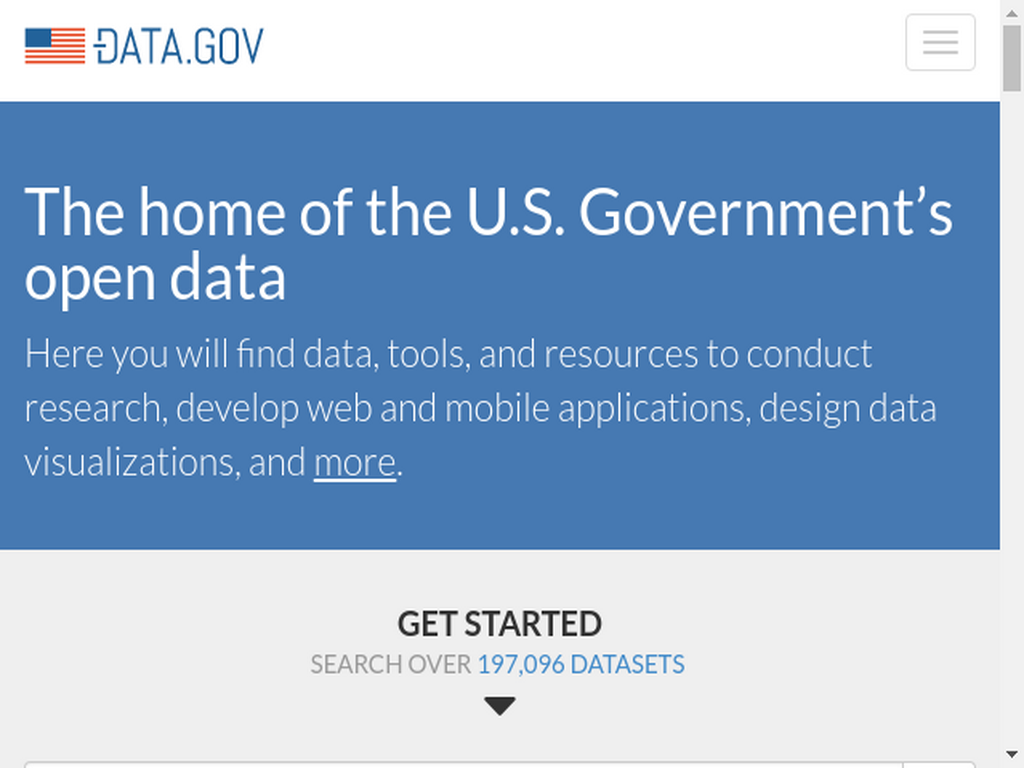 DATA.GOV
The home of the U.S. Government’s
open data
Here you will find data, tools, and resources to conduct
research, develop web and mobile applications, design data
visualizations, and more.
GET STARTED
SEARCH OVER 197,096 DATASETS